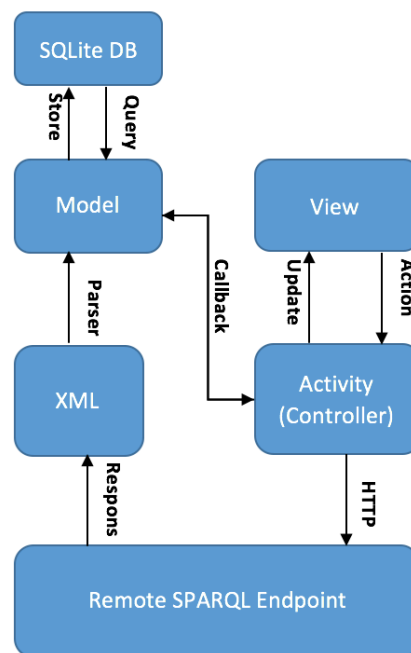 SQLite DB
Store
Query
Model
View
Parser
Callback
Update
Action
XML
Activity
(Controller)
Respons
HTTP
Remote SPARQL Endpoint